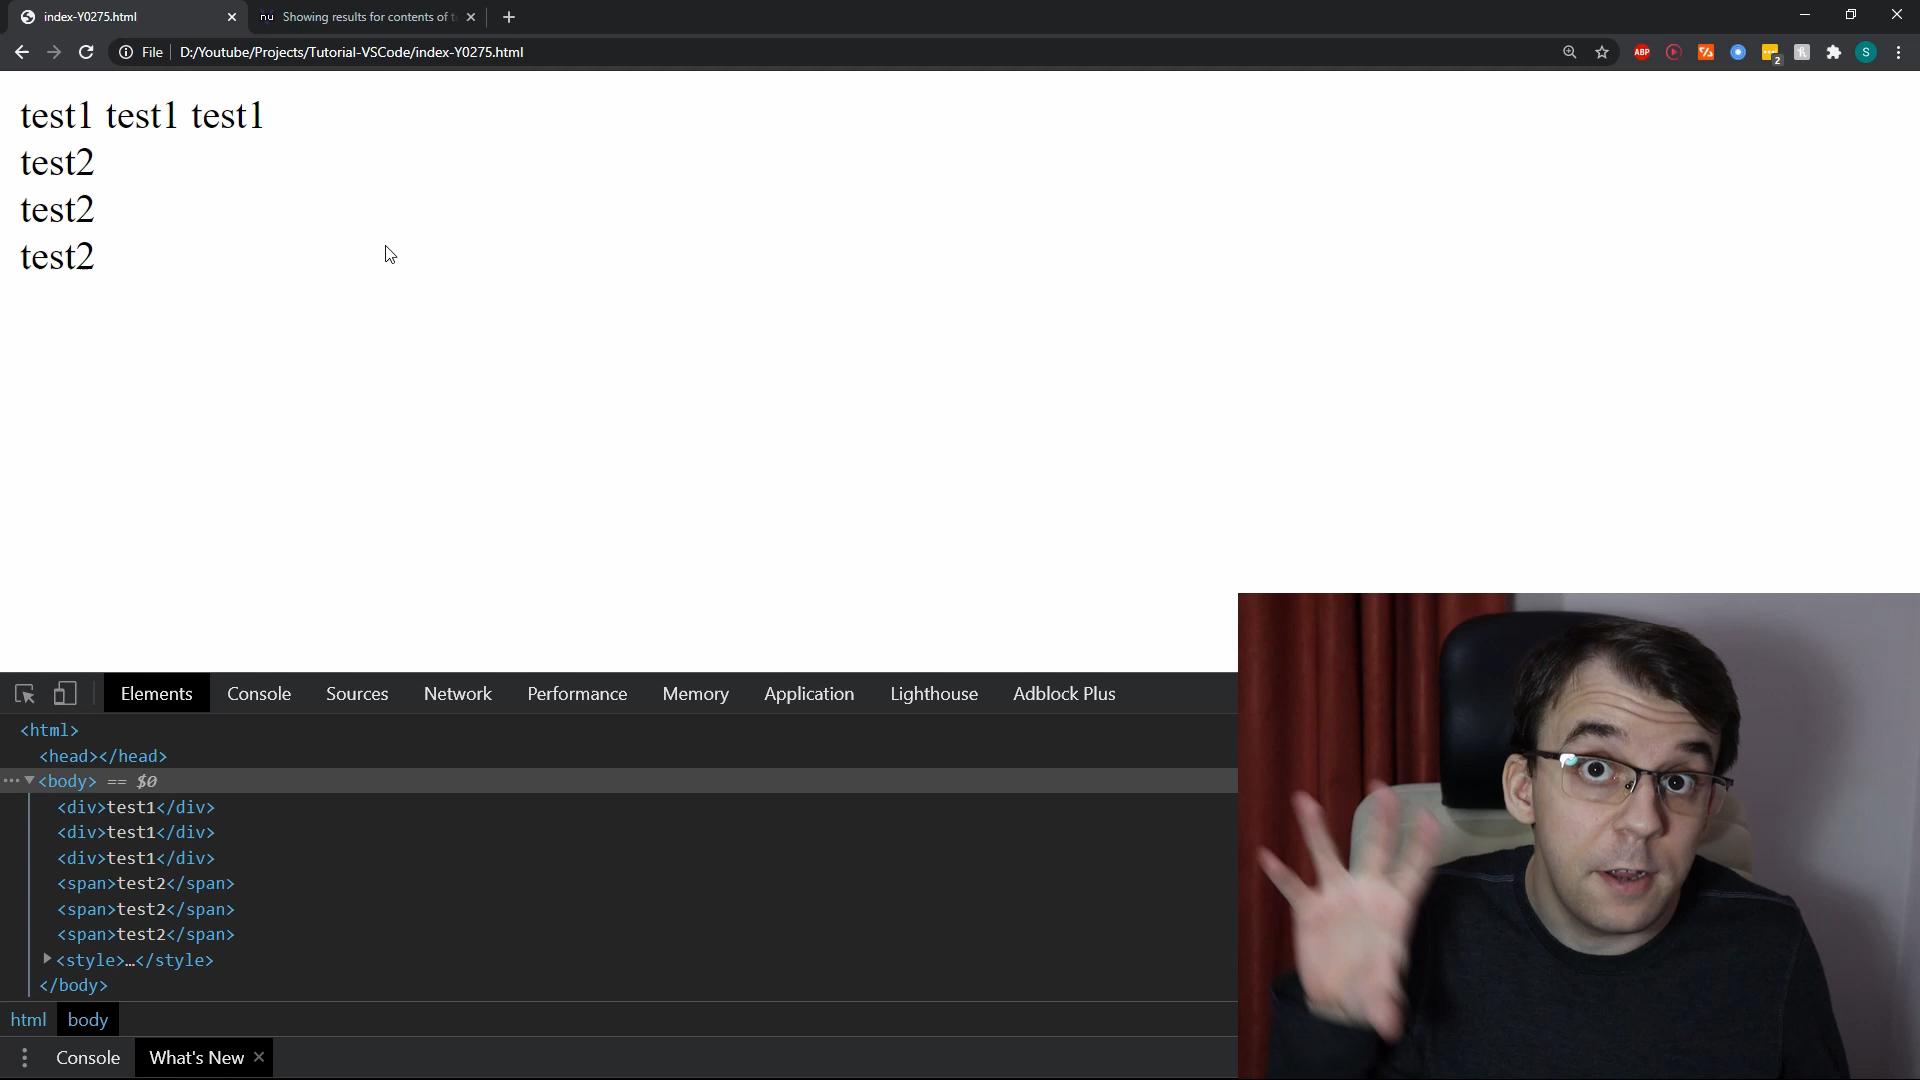 index-Y0275.html
nu Showing results for contents of t
File D:/Youtube/Projects/Tutorial-VSCode/index-Y0275.html
ABP
2
S
test1 test1 test1
test2
test2
test2
Elements Console Sources Network Performance Memory Application Lighthouse Adblock Plus
<html>
<head></head>
<body> == $0
<div>test1</div>
<div>test1</div>
<div>test1</div>
<span>test2</span>
<span>test2</span>
<span>test2</span>
<style>…</style>
</body>
html body
Console What's New